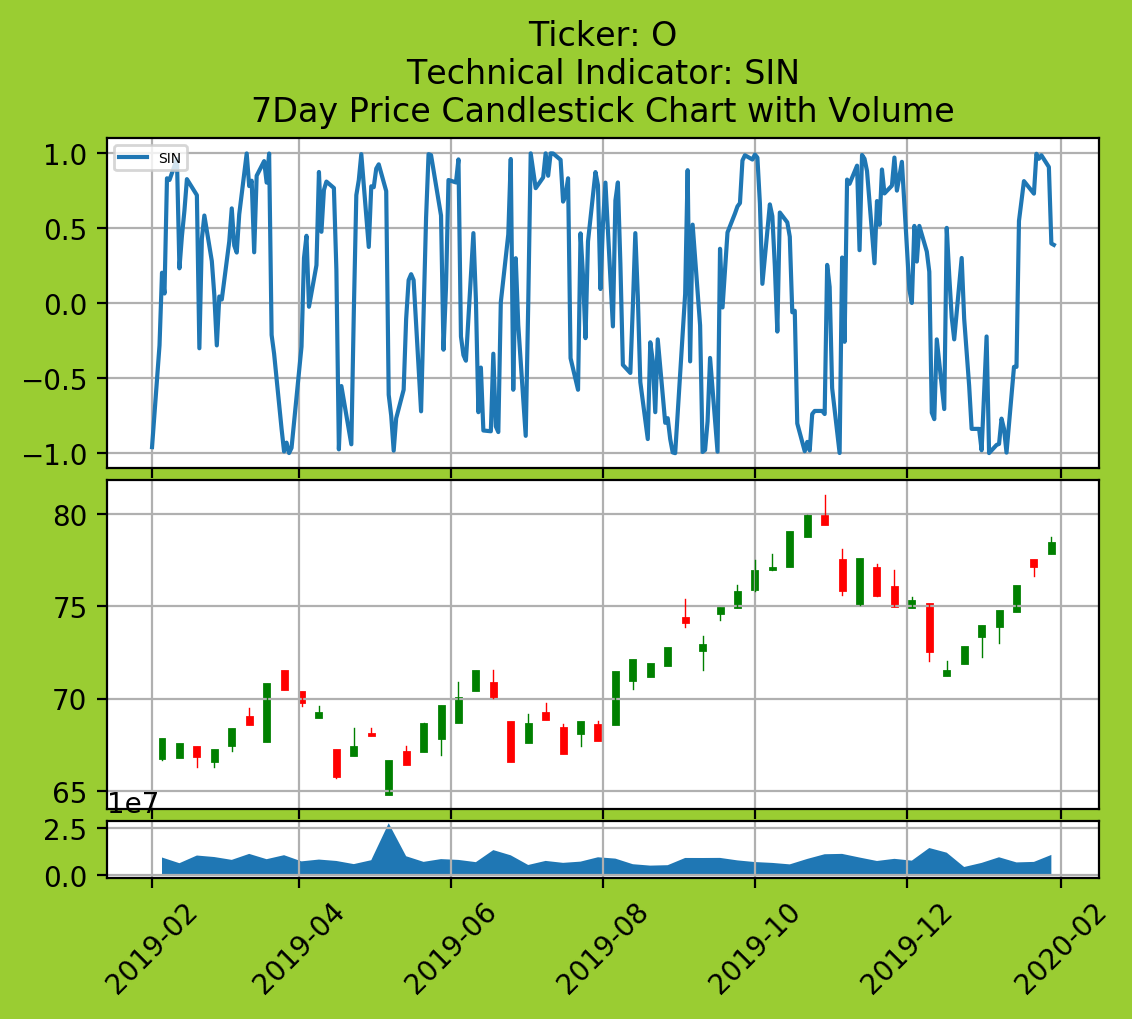 Ticker: O
Technical Indicator: SIN
7Day Price Candlestick Chart with Volume
SIN
1.0
0.5
0.0
−0.5
−1.0
80
75
70
65
1e7
2.5
0.0
2019-02 2019-04 2019-06 2019-08 2019-10 2019-12 2020-02